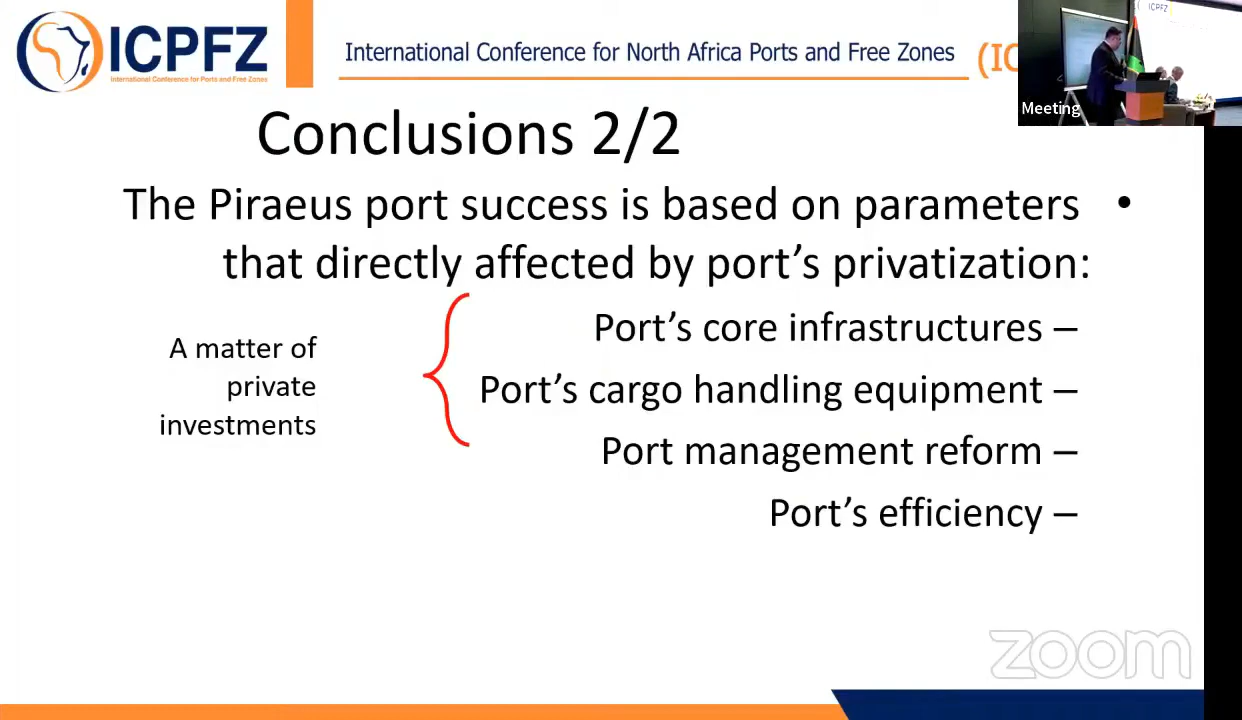 ICPFZ
International Conference for Ports and Free Zones
International Conference for North Africa Ports and Free Zones (IC
ICPFZ
Meeting
Conclusions 2/2
The Piraeus port success is based on parameters •
that directly affected by port’s privatization:
Port’s core infrastructures –
Port’s cargo handling equipment –
Port management reform –
Port’s efficiency –
A matter of
private
investments
zoom